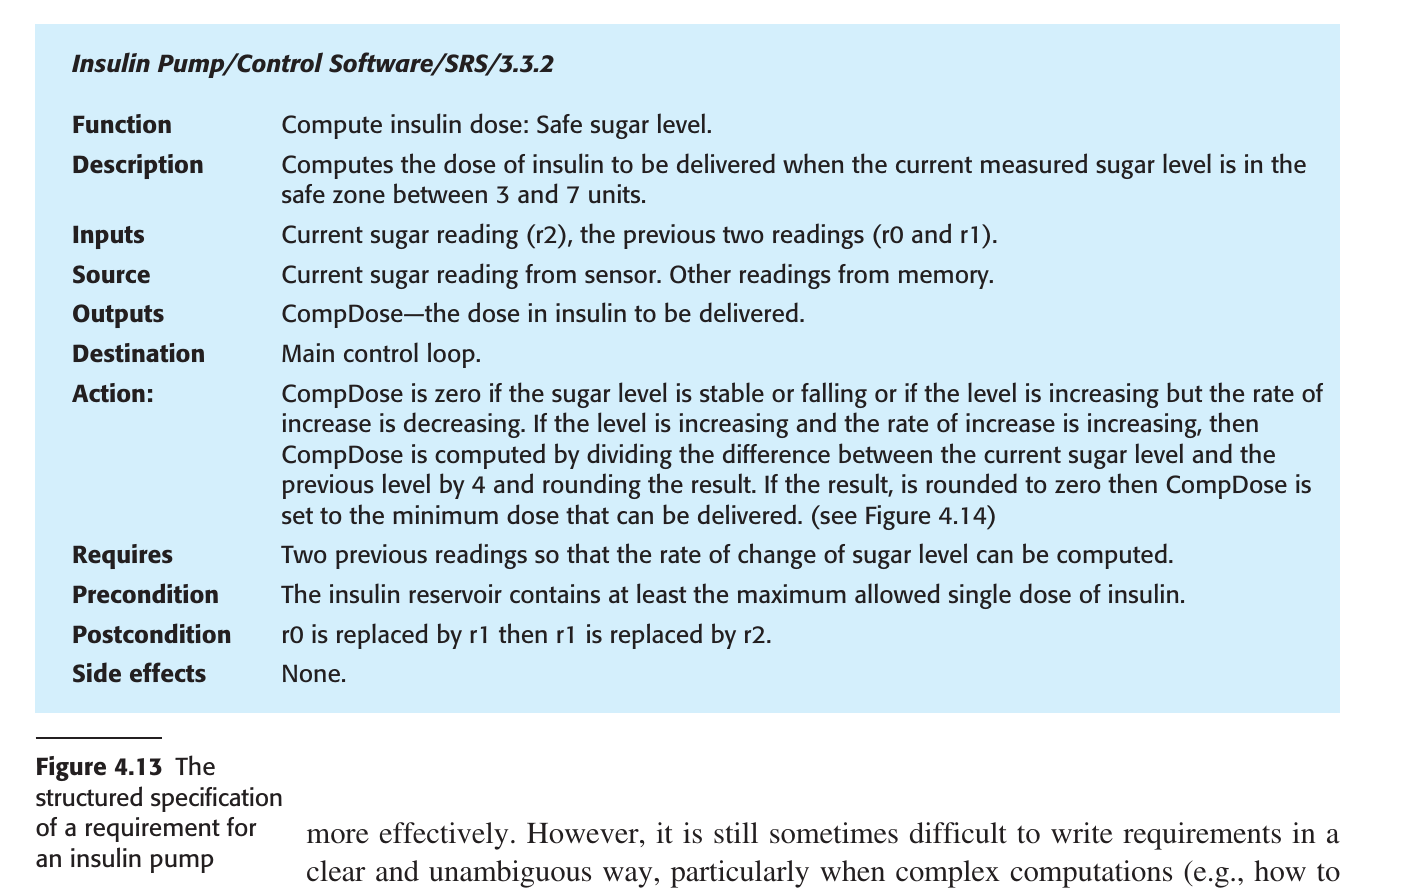 Insulin Pump/Control Software/SRS/3.3.2
Function Compute insulin dose: Safe sugar level.
Description Computes the dose of insulin to be delivered when the current measured sugar level is in the
safe zone between 3 and 7 units.
Inputs Current sugar reading (r2), the previous two readings (r0 and r1).
Source Current sugar reading from sensor. Other readings from memory.
Outputs CompDose—the dose in insulin to be delivered.
Destination Main control loop.
Action: CompDose is zero if the sugar level is stable or falling or if the level is increasing but the rate of
increase is decreasing. If the level is increasing and the rate of increase is increasing, then
CompDose is computed by dividing the difference between the current sugar level and the
previous level by 4 and rounding the result. If the result, is rounded to zero then CompDose is
set to the minimum dose that can be delivered. (see Figure 4.14)
Requires Two previous readings so that the rate of change of sugar level can be computed.
Precondition The insulin reservoir contains at least the maximum allowed single dose of insulin.
Postcondition r0 is replaced by r1 then r1 is replaced by r2.
Side effects None.
Figure 4.13 The
structured specification
of a requirement for
an insulin pump
more effectively. However, it is still sometimes difficult to write requirements in a
clear and unambiguous way, particularly when complex computations (e.g., how to